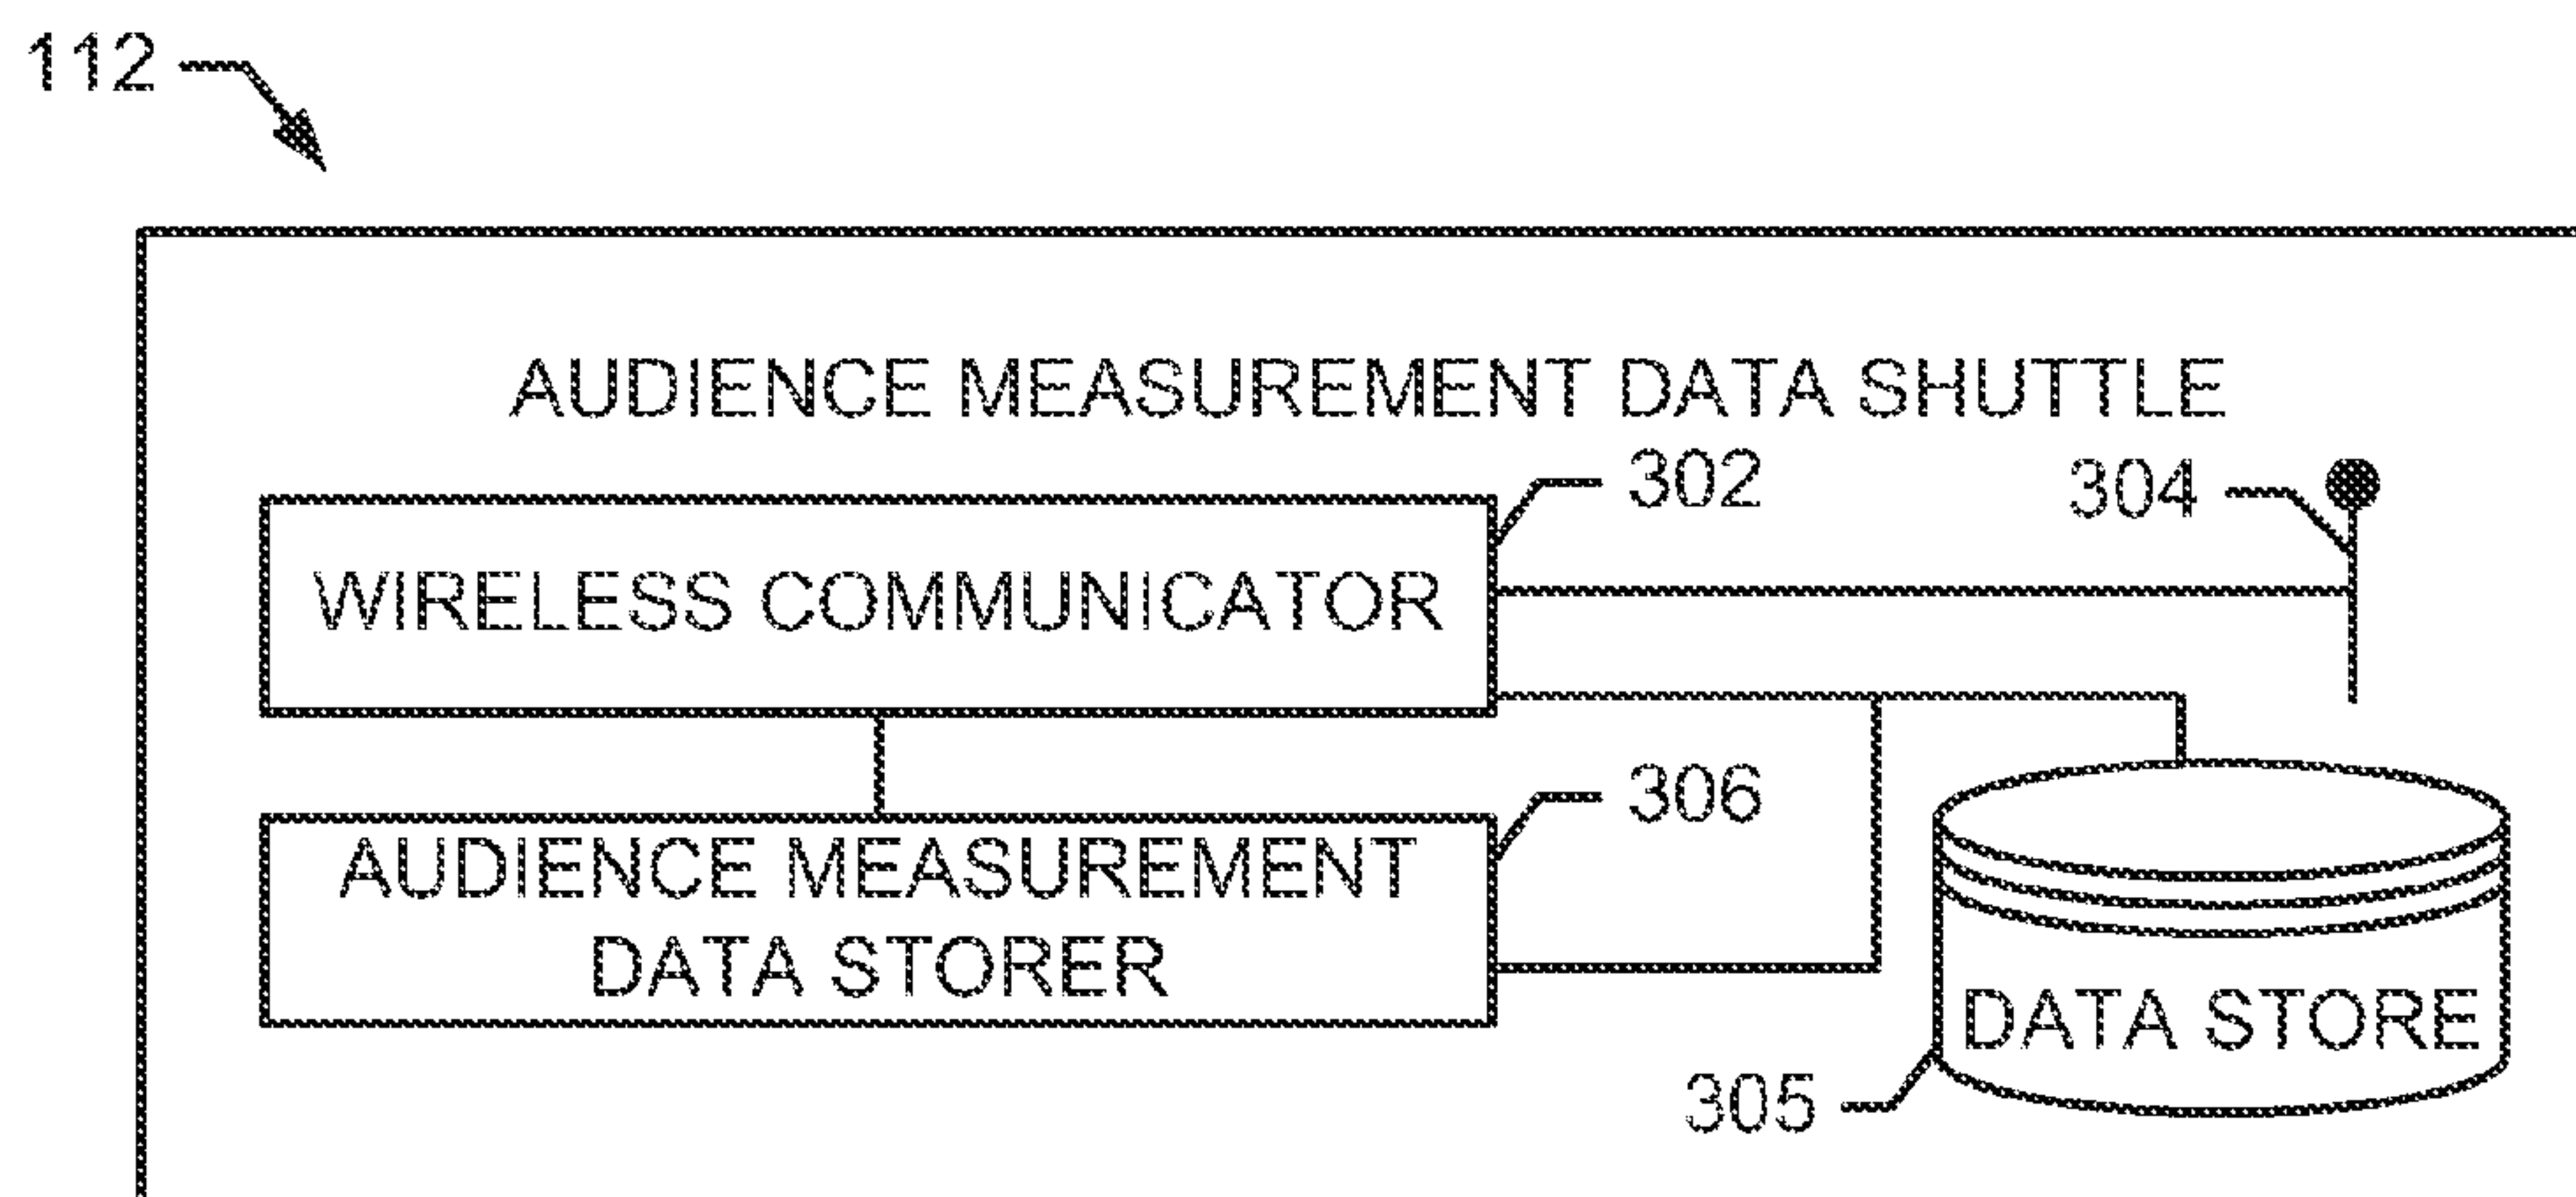 112
AUDIENCE MEASUREMENT DATA SHUTTLE
302
304
WIRELESS COMMUNICATOR
306
AUDIENCE MEASUREMENT
DATA STORER
DATA STORE
305